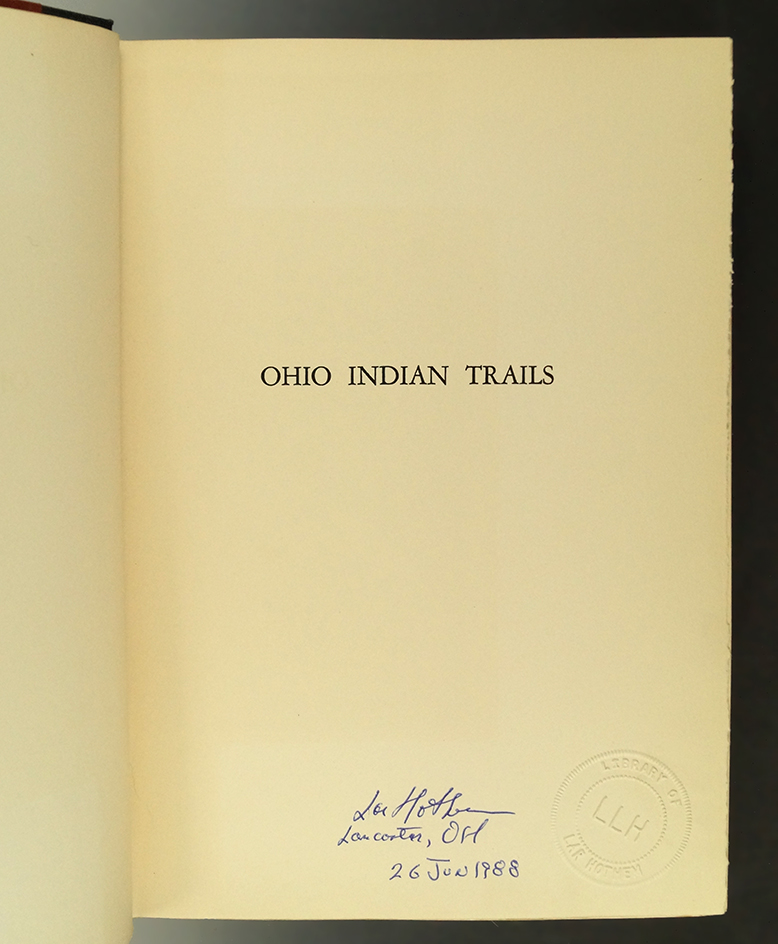 OHIO INDIAN TRAILS
Lar Hothem
Lancaster, OH
26 JUN 1988
LIBRARY OF
LLH
LAR HOTHEM